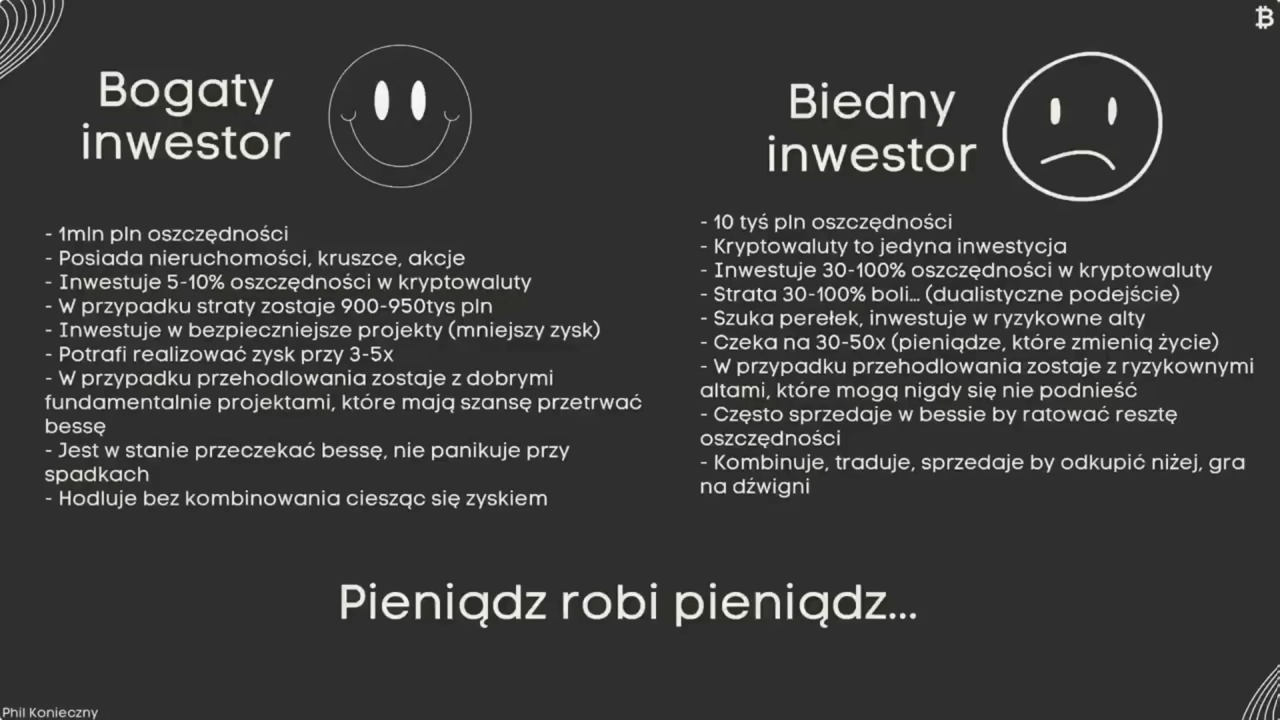 Bogaty
inwestor
- 1mln pln oszczędności
- Posiada nieruchomości, kruszce, akcje
- Inwestuje 5-10% oszczędności w kryptowaluty
- W przypadku straty zostaje 900-950tys pln
- Inwestuje w bezpieczniejsze projekty (mniejszy zysk)
- Potrafi realizować zysk przy 3-5x
- W przypadku przehodlowania zostaje z dobrymi
fundamentalnie projektami, które mają szansę przetrwać
bessę
- Jest w stanie przeczekać bessę, nie panikuje przy
spadkach
- Hodluje bez kombinowania ciesząc się zyskiem
Biedny
inwestor
- 10 tyś pln oszczędności
- Kryptowaluty to jedyna inwestycja
- Inwestuje 30-100% oszczędności w kryptowaluty
- Strata 30-100% boli... (dualistyczne podejście)
- Szuka perełek, inwestuje w ryzykowne alty
- Czeka na 30-50x (pieniądze, które zmienią życie)
- W przypadku przehodlowania zostaje z ryzykownymi
altami, które mogą nigdy się nie podnieść
- Często sprzedaje w bessie by ratować resztę
oszczędności
- Kombinuje, traduje, sprzedaje by odkupić niżej, gra
na dźwigni
Pieniądz robi pieniądz...
Phil Konieczny